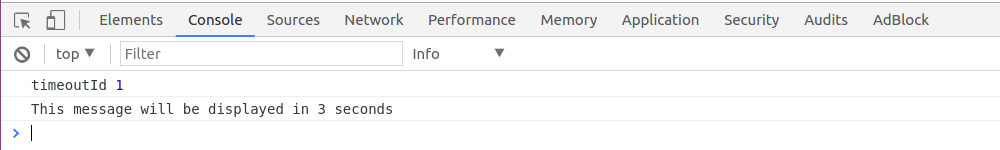 Elements Console Sources Network Performance Memory Application Security Audits AdBlock
top ▼ Filter Info ▼
timeoutId 1
This message will be displayed in 3 seconds
>